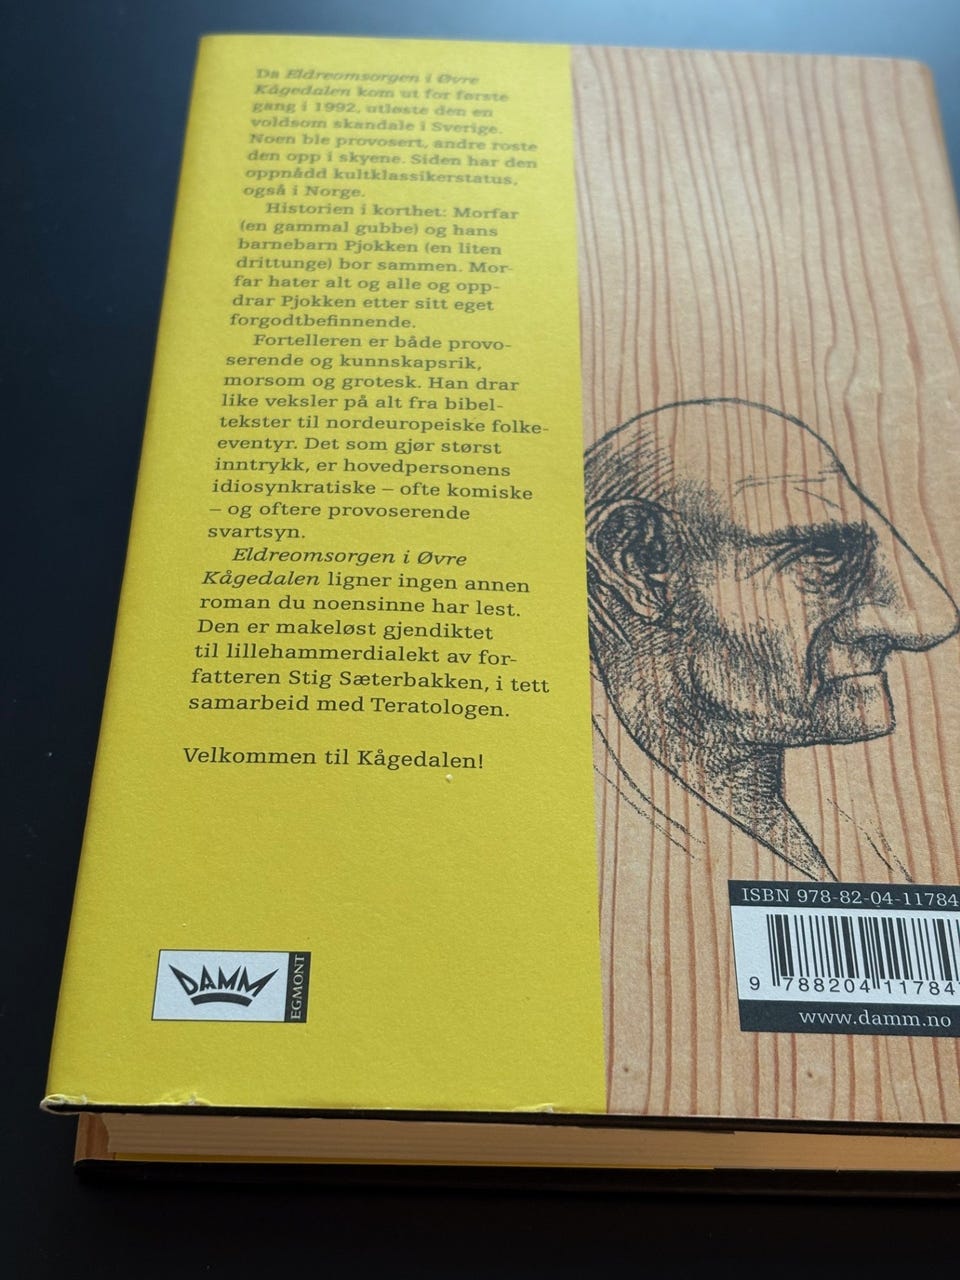 Da Eldreomsorgen i Øvre
Kågedalen kom ut for første
gang i 1992, utløste den en
voldsom skandale i Sverige.
Noen ble provosert, andre roste
den opp i skyene. Siden har den
oppnådd kultklassikerstatus,
også i Norge.
Historien i korthet: Morfar
(en gammal gubbe) og hans
barnebarn Pjokken (en liten
drittunge) bor sammen. Mor-
far hater alt og alle og opp-
drar Pjokken etter sitt eget
forgodtbefinnende.
Fortelleren er både provo-
serende og kunnskapsrik,
morsom og grotesk. Han drar
like veksler på alt fra bibel-
tekster til nordeuropeiske folke-
eventyr. Det som gjør størst
inntrykk, er hovedpersonens
idiosynkratiske – ofte komiske
– og oftere provoserende
svartsyn.
Eldreomsorgen i Øvre
Kågedalen ligner ingen annen
roman du noensinne har lest.
Den er makeløst gjendiktet
til lillehammerdialekt av for-
fatteren Stig Sæterbakken, i tett
samarbeid med Teratologen.
Velkommen til Kågedalen!
DAMM
EGMONT
ISBN 978-82-04-11784
9 788204 11784
www.damm.no